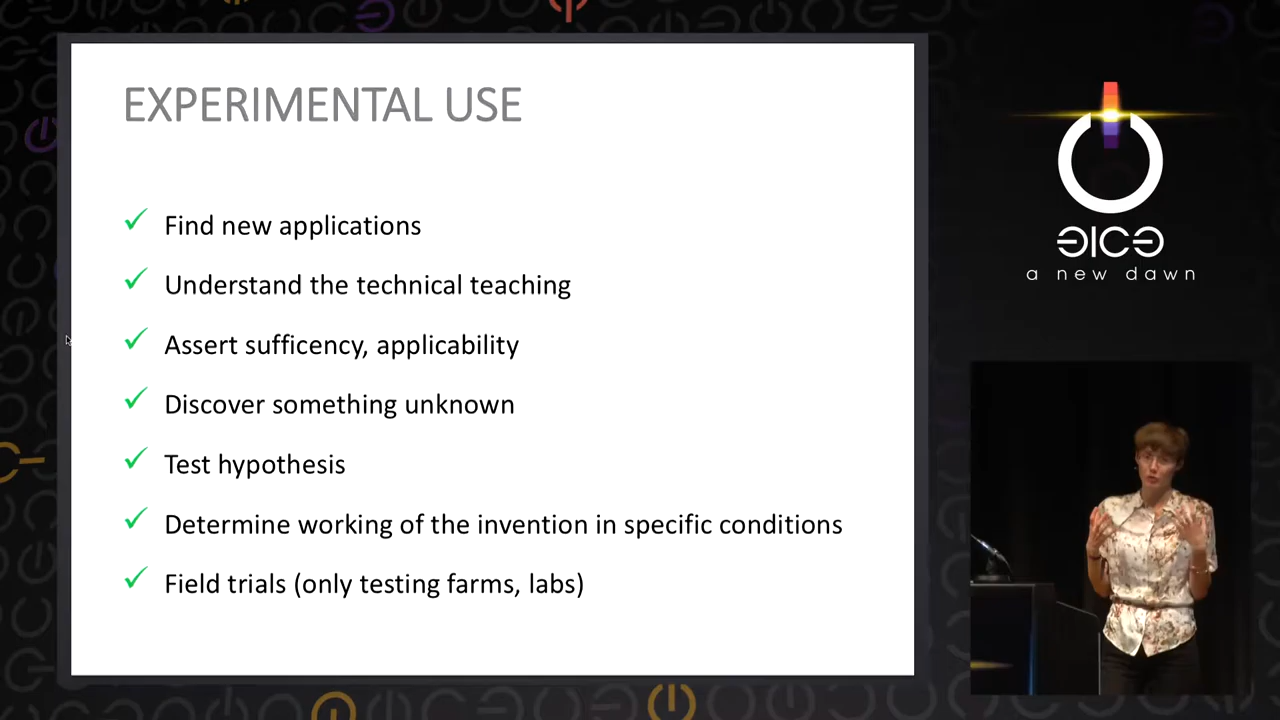 EXPERIMENTAL USE
Find new applications
Understand the technical teaching
Assert sufficency, applicability
Discover something unknown
Test hypothesis
Determine working of the invention in specific conditions
Field trials (only testing farms, labs)
a new dawn